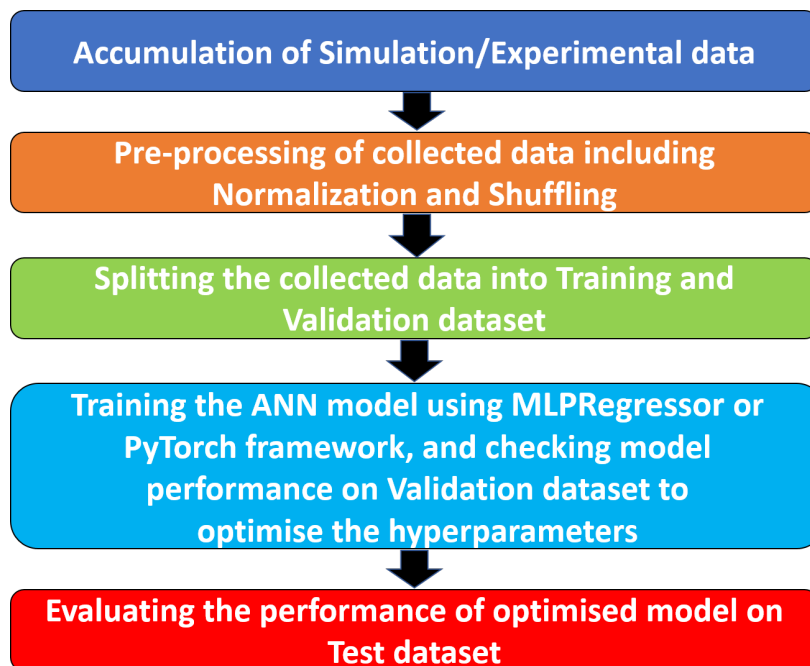 Accumulation of Simulation/Experimental data
Pre-processing of collected data including
Normalization and Shuffling
Splitting the collected data into Training and
Validation dataset
Training the ANN model using MLPRegressor or
PyTorch framework, and checking model
performance on Validation dataset to
optimise the hyperparameters
Evaluating the performance of optimised model on
Test dataset